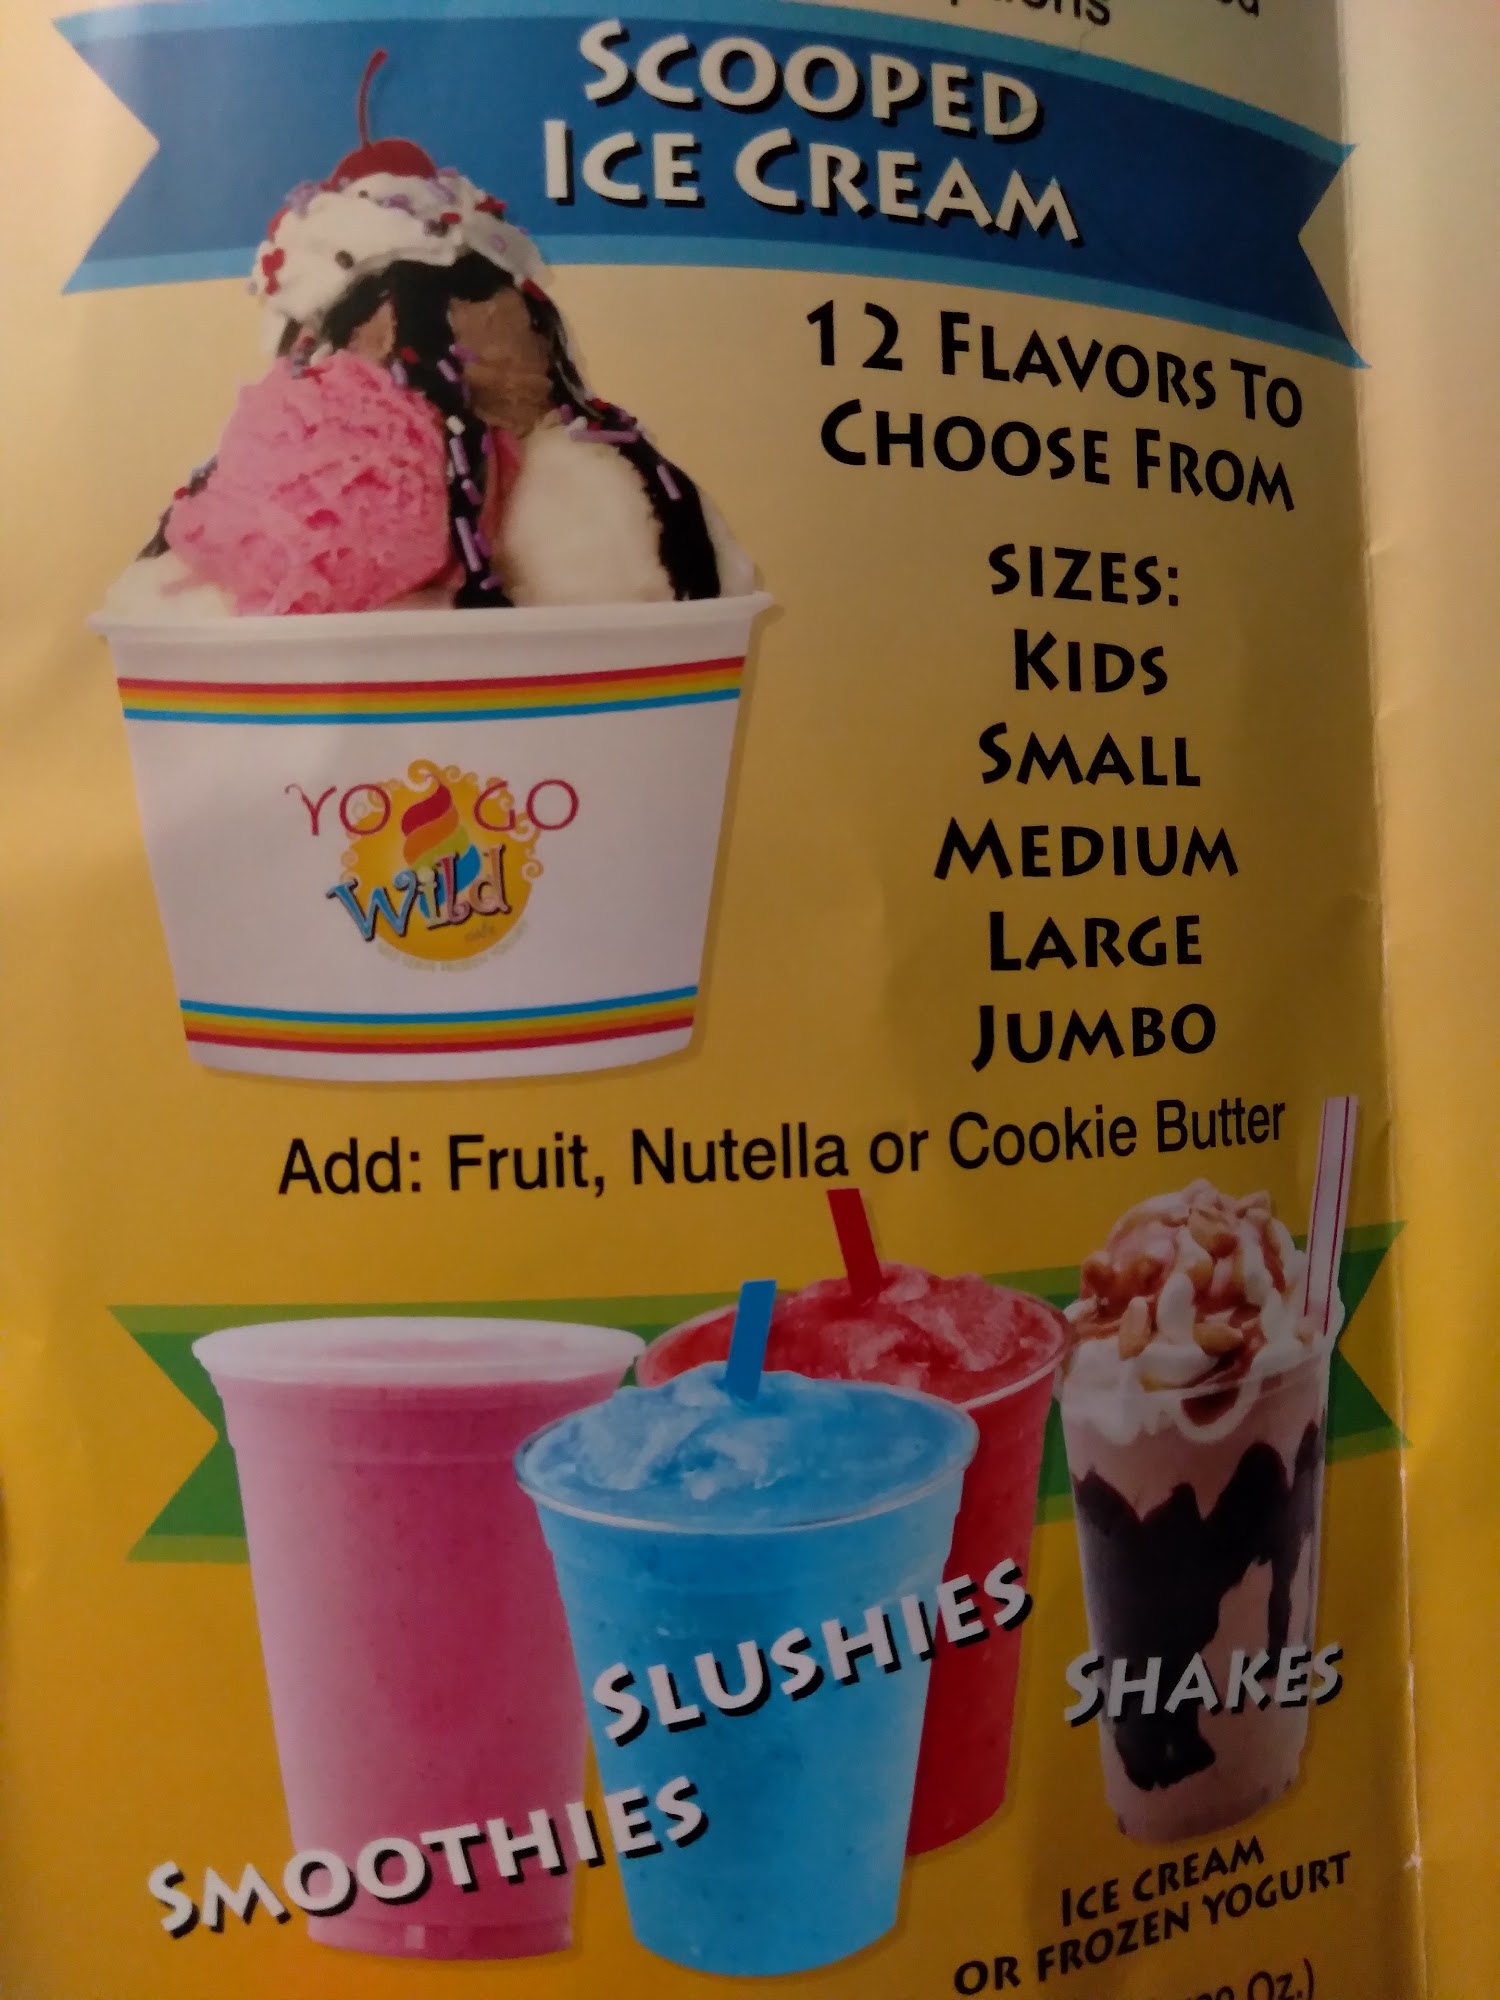 SCOOPED
ICE CREAM
12 FLAVORS TO
CHOOSE FROM
SIZES:
KIDS
SMALL
MEDIUM
LARGE
JUMBO
YO GO
Wild
Add: Fruit, Nutella or Cookie Butter
SLUSHIES
SHAKES
SMOOTHIES
ICE CREAM
OR FROZEN YOGURT
Oz.)